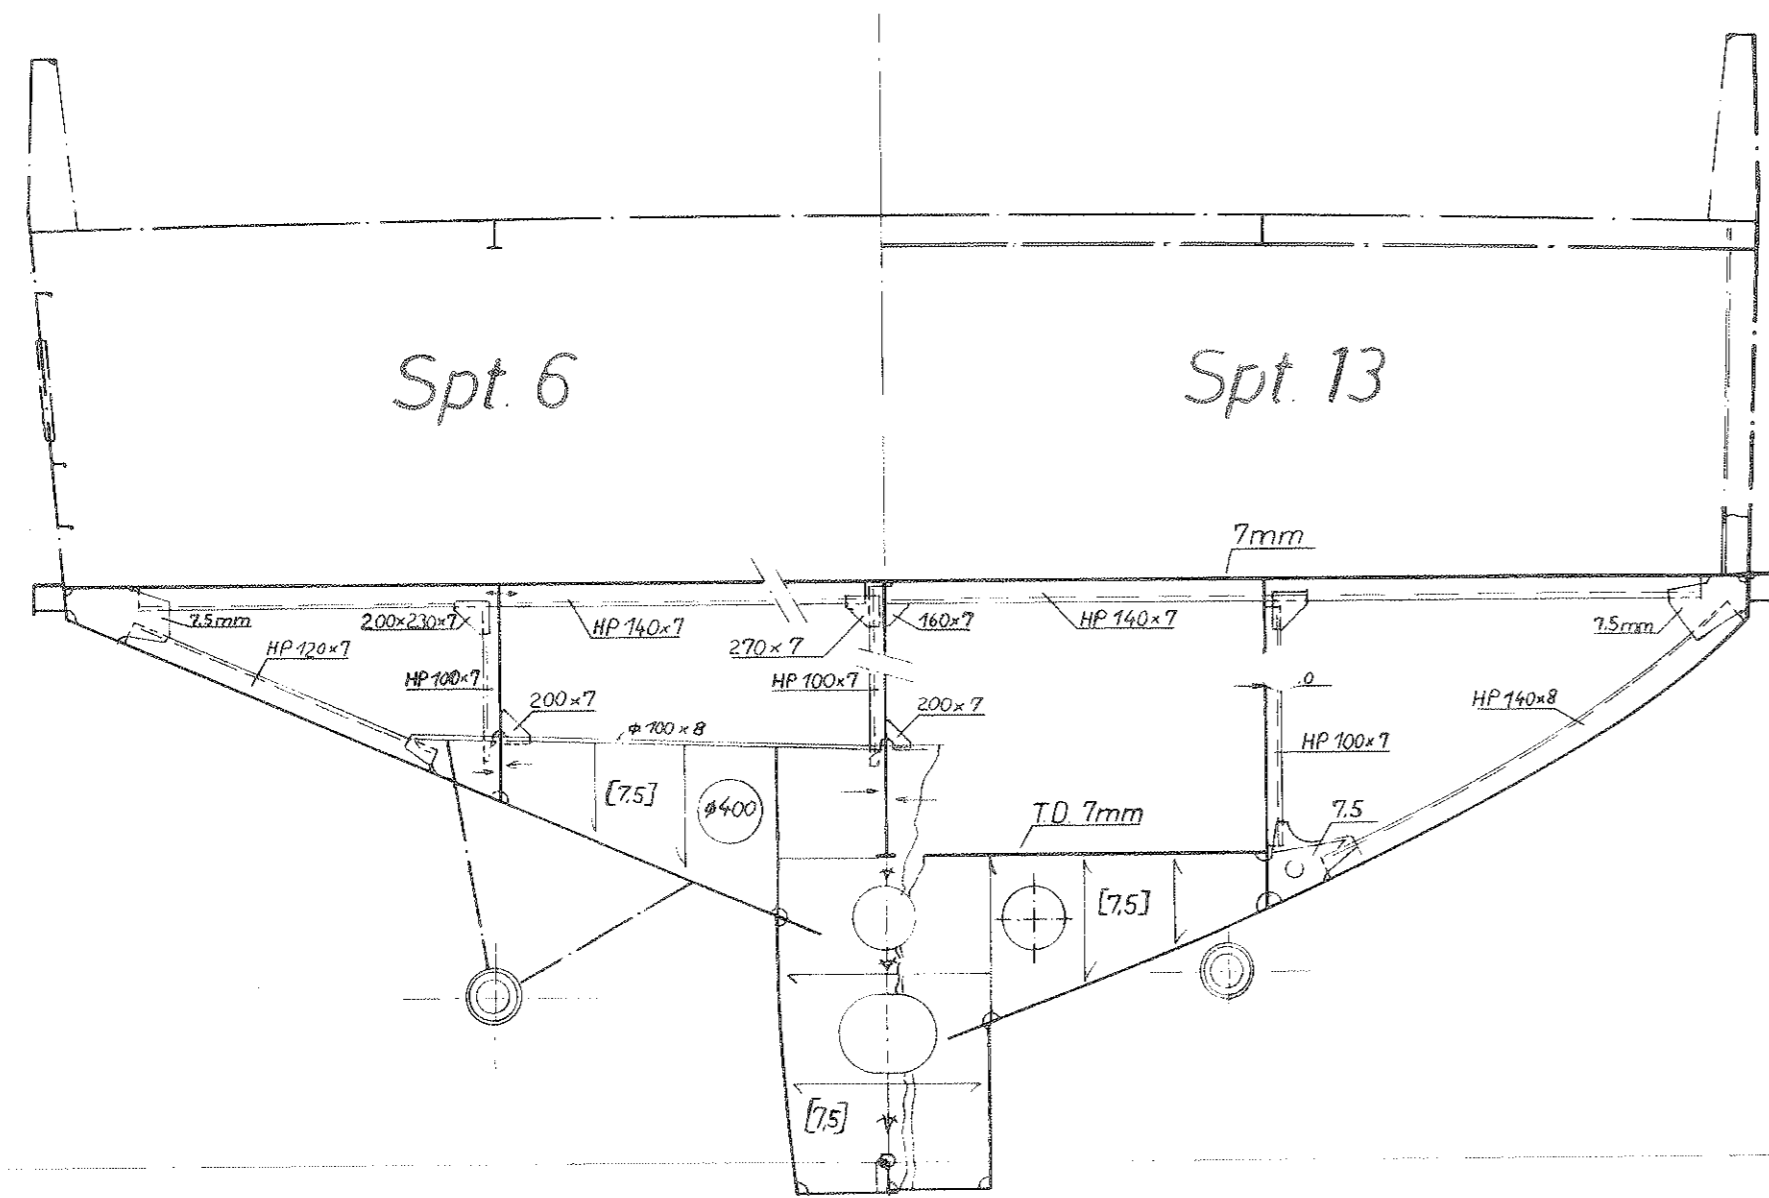 Spt. 6
Spt. 13
7mm
7.5mm
200×230×7
HP 140×7
270×7
160×7
HP 140×7
7.5mm
HP 120×7
HP 100×7
HP 100×7
200×7
200×7
HP 140×8
ϕ 100×8
HP 100×7
[7,5]
ϕ400
T.D. 7mm
7.5
[7,5]
[7,5]